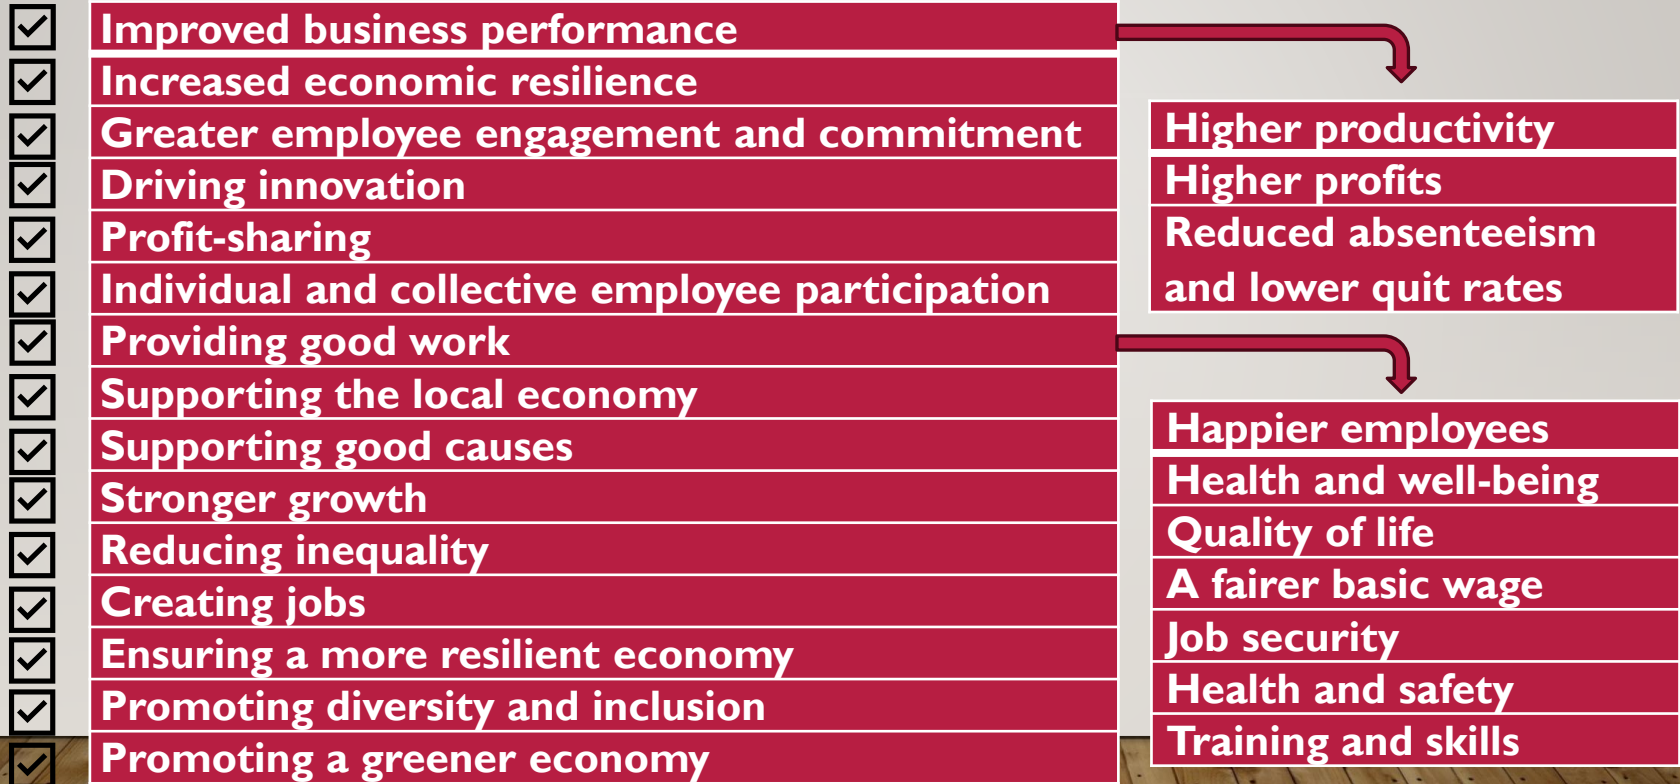 Improved business performance
Increased economic resilience
Greater employee engagement and commitment
Driving innovation
Profit-sharing
Individual and collective employee participation
Providing good work
Supporting the local economy
Supporting good causes
Stronger growth
Reducing inequality
Creating jobs
Ensuring a more resilient economy
Promoting diversity and inclusion
Promoting a greener economy
Higher productivity
Higher profits
Reduced absenteeism
and lower quit rates
Happier employees
Health and well-being
Quality of life
A fairer basic wage
Job security
Health and safety
Training and skills